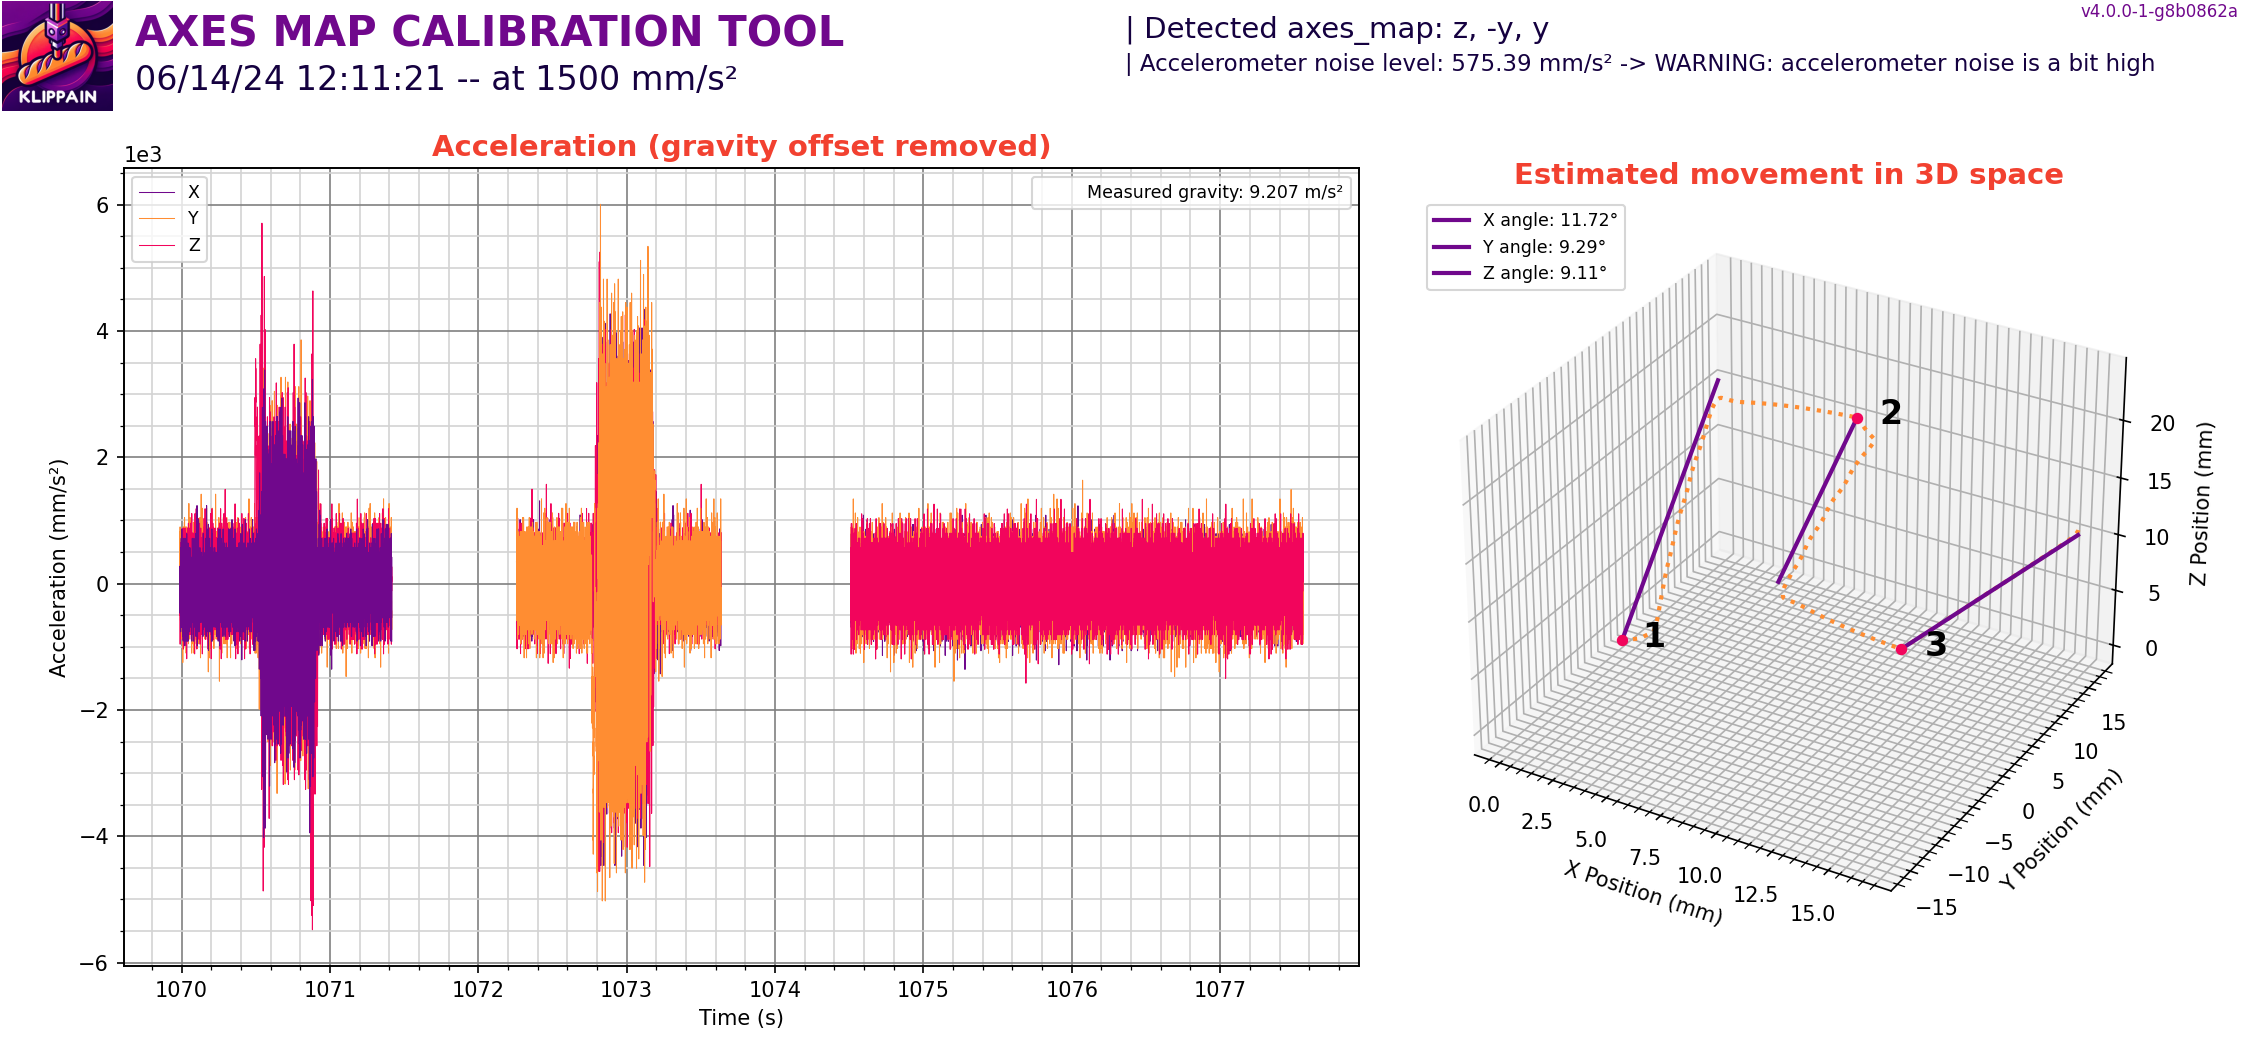 KLIPPAIN
AXES MAP CALIBRATION TOOL
06/14/24 12:11:21 -- at 1500 mm/s²
| Detected axes_map: z, -y, y
| Accelerometer noise level: 575.39 mm/s² -> WARNING: accelerometer noise is a bit high
v4.0.0-1-g8b0862a
Acceleration (gravity offset removed)
1e3
X
Y
Z
Measured gravity: 9.207 m/s²
6
4
2
0
−2
−4
−6
Acceleration (mm/s²)
1070 1071 1072 1073 1074 1075 1076 1077
Time (s)
Estimated movement in 3D space
X angle: 11.72°
Y angle: 9.29°
Z angle: 9.11°
1
2
3
0.0 2.5 5.0 7.5 10.0 12.5 15.0
X Position (mm)
−15 −10 −5 0 5 10 15
Y Position (mm)
0 5 10 15 20
Z Position (mm)